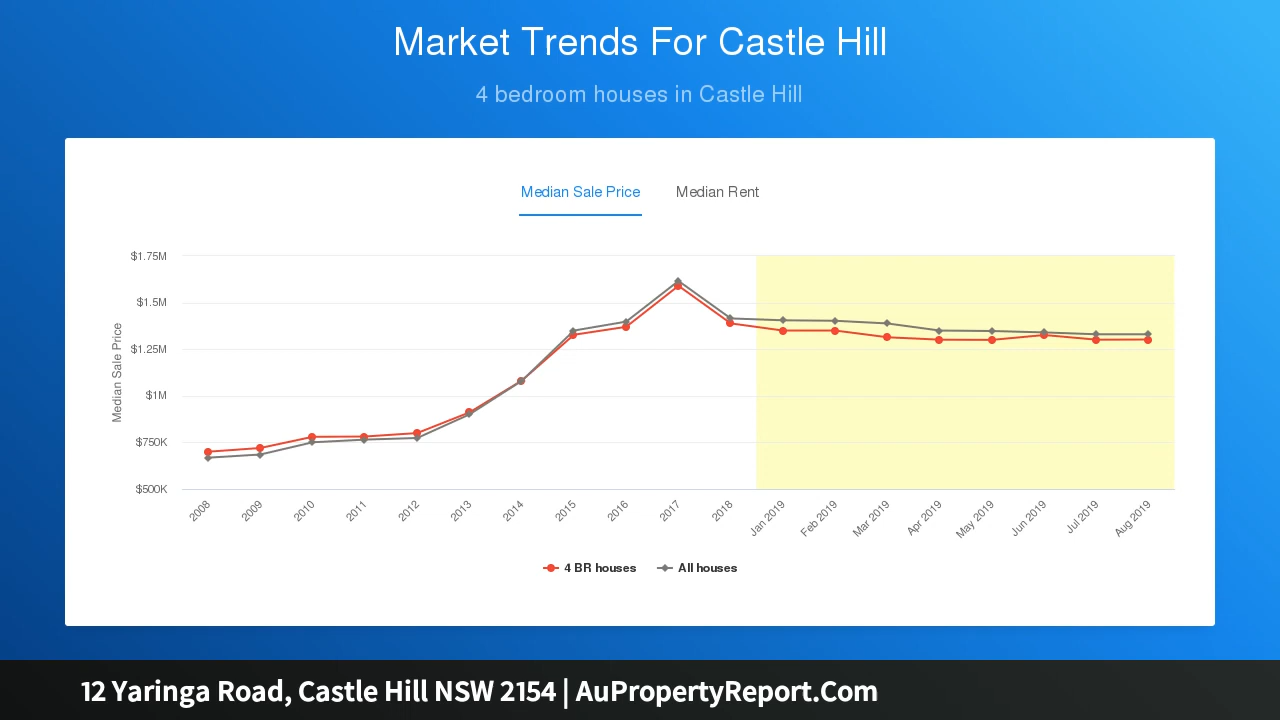 Market Trends For Castle Hill
4 bedroom houses in Castle Hill
Median Sale Price Median Rent
$1.75M
$1.5M
$1.25M
$1M
$750K
$500K
Median Sale Price
2008 2009 2010 2011 2012 2013 2014 2015 2016 2017 2018 Jan 2019 Feb 2019 Mar 2019 Apr 2019 May 2019 Jun 2019 Jul 2019 Aug 2019
4 BR houses All houses
12 Yaringa Road, Castle Hill NSW 2154 | AuPropertyReport.Com